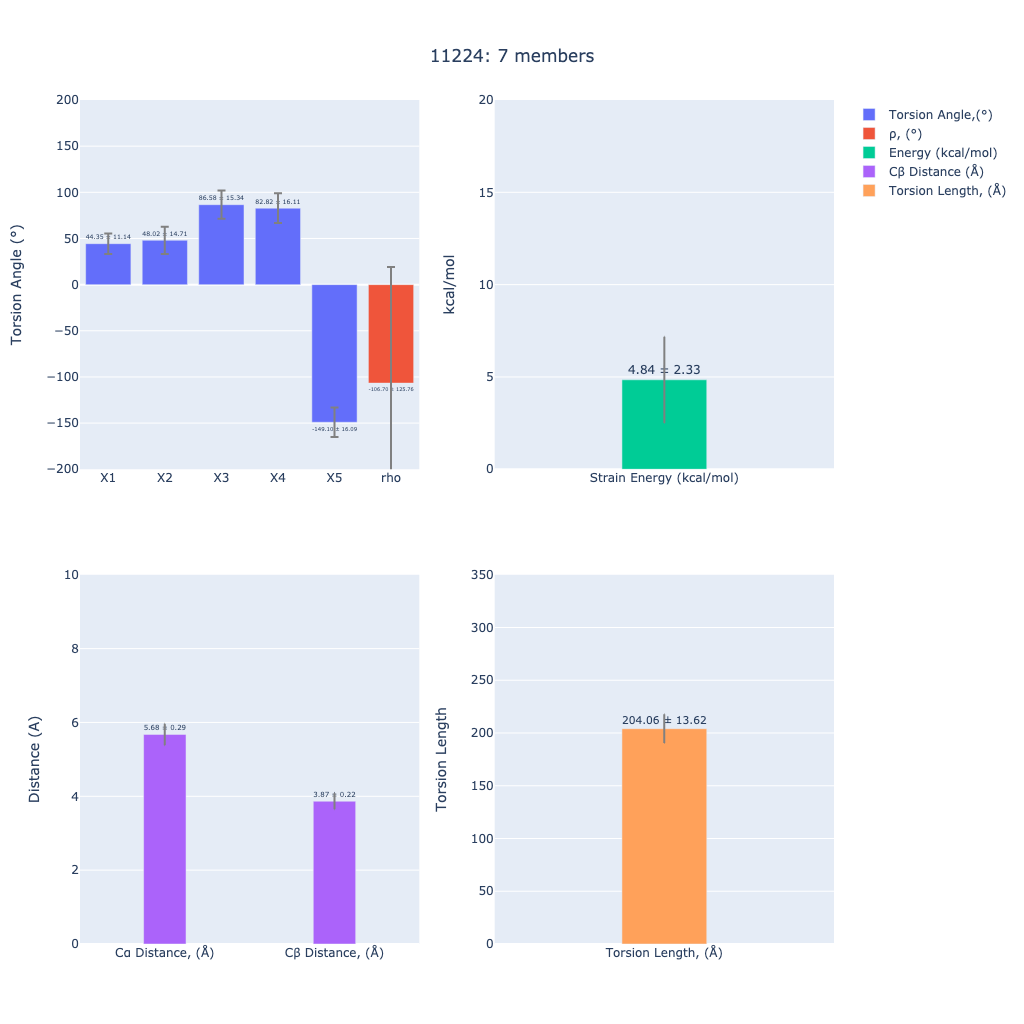 11224: 7 members
Torsion Angle (°)
200
150
100
50
0
−50
−100
−150
−200
44.35 ± 11.14
48.02 ± 14.71
86.58 ± 15.34
82.82 ± 16.11
-149.10 ± 16.09
-106.70 ± 125.76
X1 X2 X3 X4 X5 rho
kcal/mol
20
15
10
5
0
4.84 ± 2.33
Strain Energy (kcal/mol)
Torsion Angle,(°)
ρ, (°)
Energy (kcal/mol)
Cβ Distance (Å)
Torsion Length, (Å)
Distance (A)
10
8
6
4
2
0
5.68 ± 0.29
3.87 ± 0.22
Cα Distance, (Å) Cβ Distance, (Å)
Torsion Length
350
300
250
200
150
100
50
0
204.06 ± 13.62
Torsion Length, (Å)